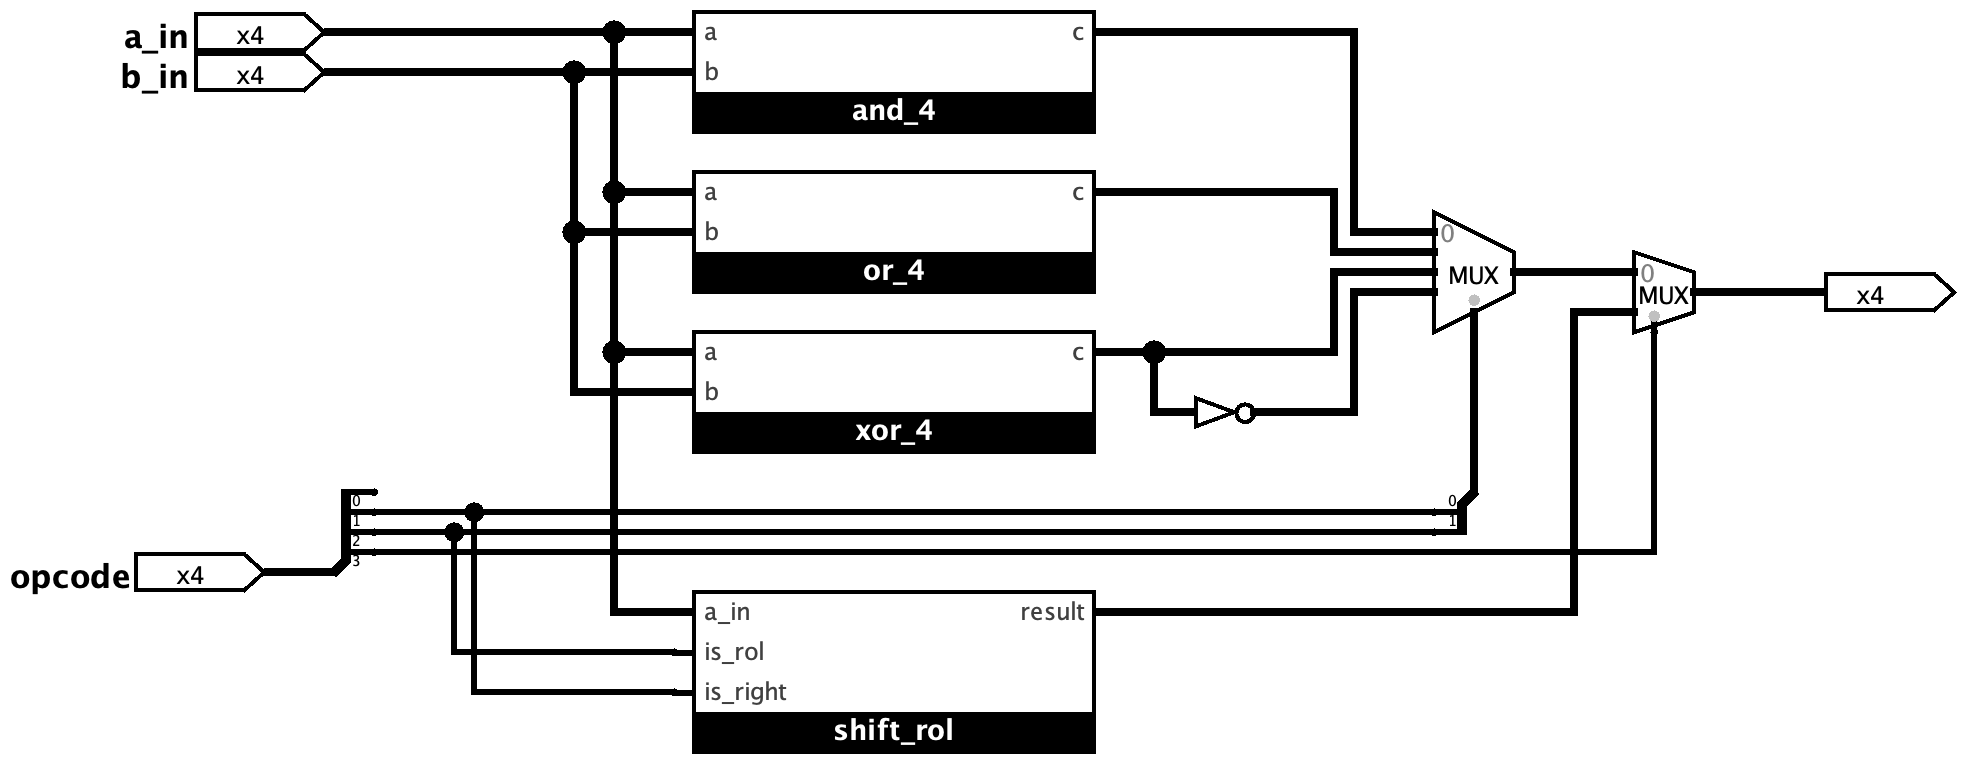 a_in x4
b_in x4
a c
b
and_4
a c
b
or_4
0
MUX
0
MUX
x4
a c
b
xor_4
0
1
2
3
0
1
opcode x4
a_in result
is_rol
is_right
shift_rol